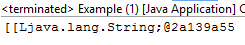 <terminated> Example (1) [Java Application] C
[[Ljava.lang.String;@2a139a55